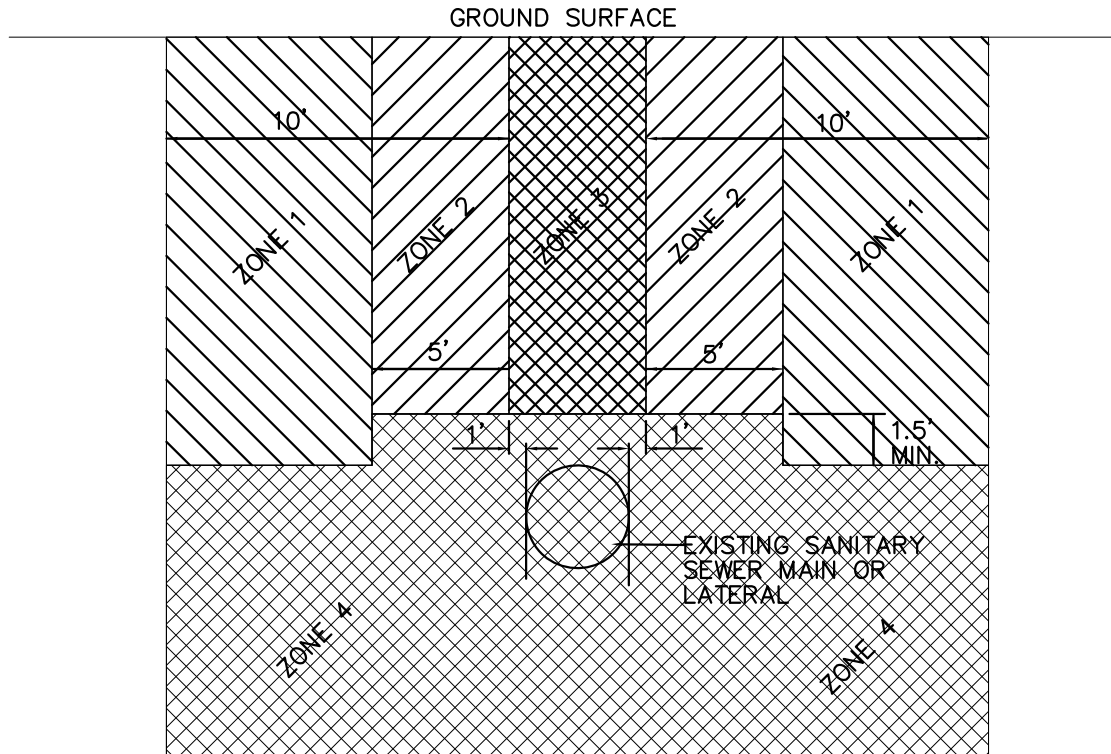 GROUND SURFACE
10'
10'
ZONE 1
ZONE 2
ZONE 3
ZONE 2
ZONE 1
5'
5'
1'
1'
1.5'
MIN.
EXISTING SANITARY
SEWER MAIN OR
LATERAL
ZONE 4
ZONE 4